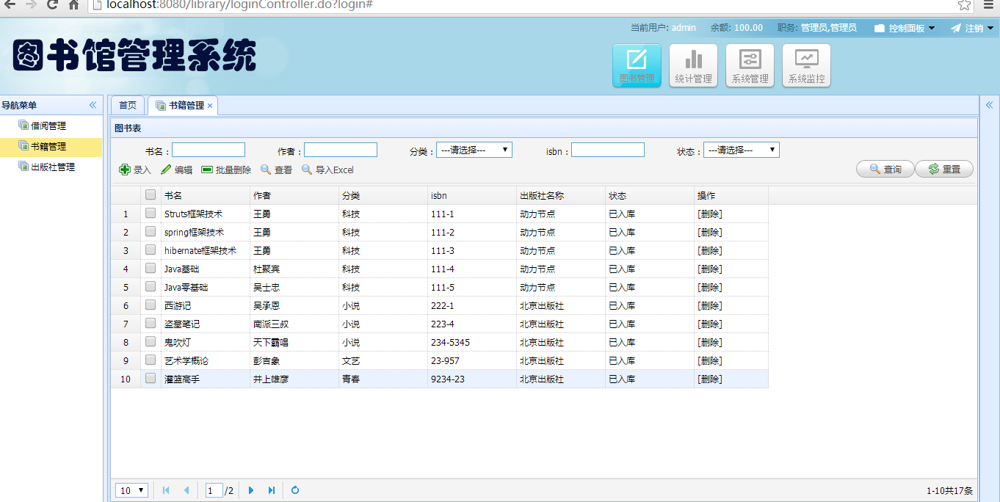 localhost:8080/library/loginController.do?login#
当前用户: admin 余额: 100.00 职务: 管理员,管理员 控制面板 注销
图书馆管理系统
图书管理 统计管理 系统管理 系统监控
导航菜单
借阅管理
书籍管理
出版社管理
首页 书籍管理
图书表
书名： 作者： 分类： ---请选择--- isbn： 状态： ---请选择---
录入 编辑 批量删除 查看 导入Excel 查询 重置
书名 作者 分类 isbn 出版社名称 状态 操作
1 Struts框架技术 王勇 科技 111-1 动力节点 已入库 [删除]
2 spring框架技术 王勇 科技 111-2 动力节点 已入库 [删除]
3 hibernate框架技术 王勇 科技 111-3 动力节点 已入库 [删除]
4 Java基础 杜聚宾 科技 111-4 动力节点 已入库 [删除]
5 Java零基础 吴士忠 科技 111-5 动力节点 已入库 [删除]
6 西游记 吴承恩 小说 222-1 北京出版社 已入库 [删除]
7 盗墓笔记 南派三叔 小说 223-4 北京出版社 已入库 [删除]
8 鬼吹灯 天下霸唱 小说 234-5345 北京出版社 已入库 [删除]
9 艺术学概论 彭吉象 文艺 23-957 北京出版社 已入库 [删除]
10 灌篮高手 井上雄彦 青春 9234-23 北京出版社 已入库 [删除]
10 1 /2 1-10共17条